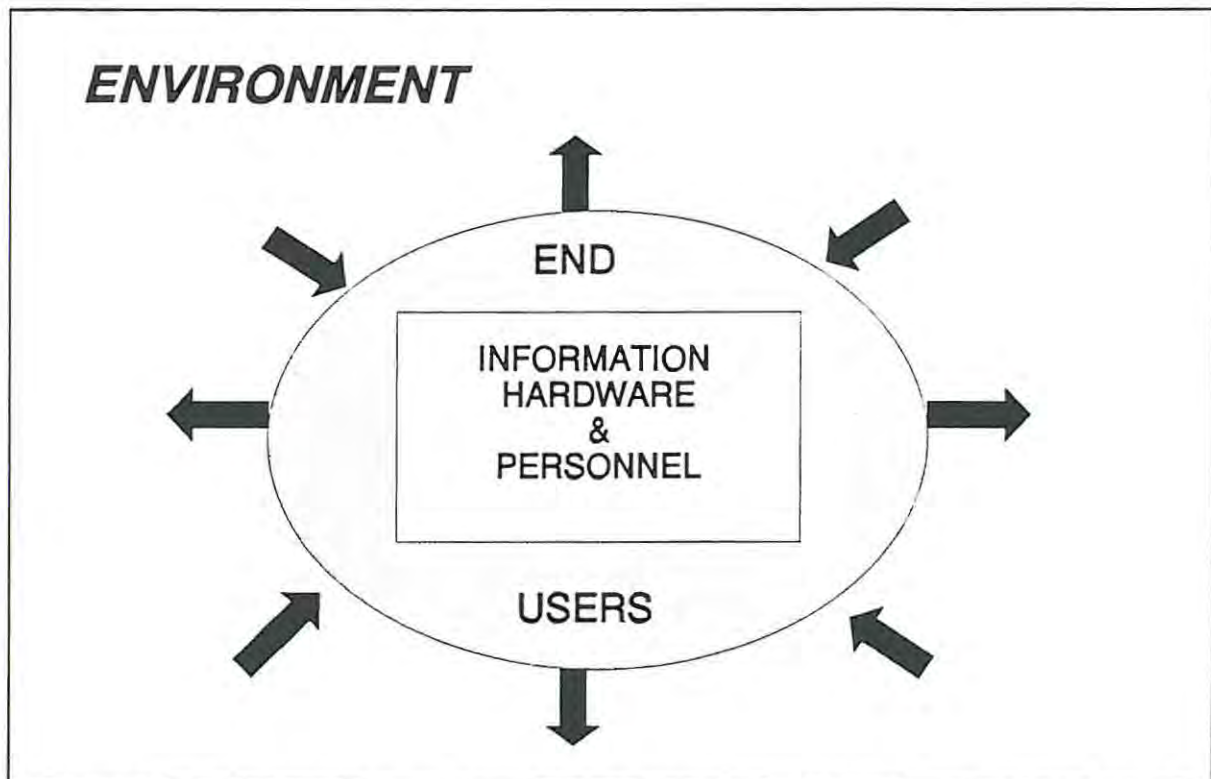 ENVIRONMENT
END
INFORMATION
HARDWARE
&
PERSONNEL
USERS